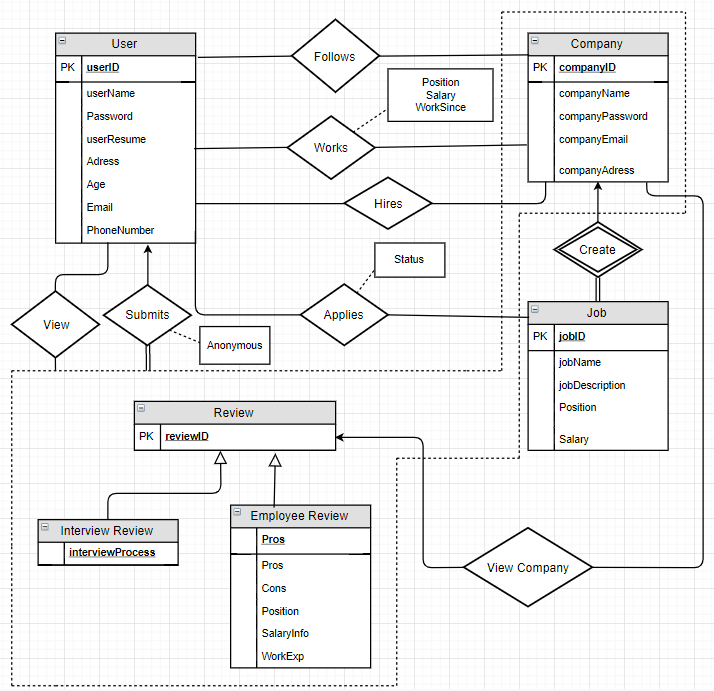 User
PK userID
userName
Password
userResume
Adress
Age
Email
PhoneNumber
Follows
Company
PK companyID
companyName
companyPassword
companyEmail
companyAdress
Position
Salary
WorkSince
Works
Hires
Create
Status
Applies
View
Submits
Anonymous
Job
PK jobID
jobName
jobDescription
Position
Salary
Review
PK reviewID
Interview Review
interviewProcess
Employee Review
Pros
Pros
Cons
Position
SalaryInfo
WorkExp
View Company